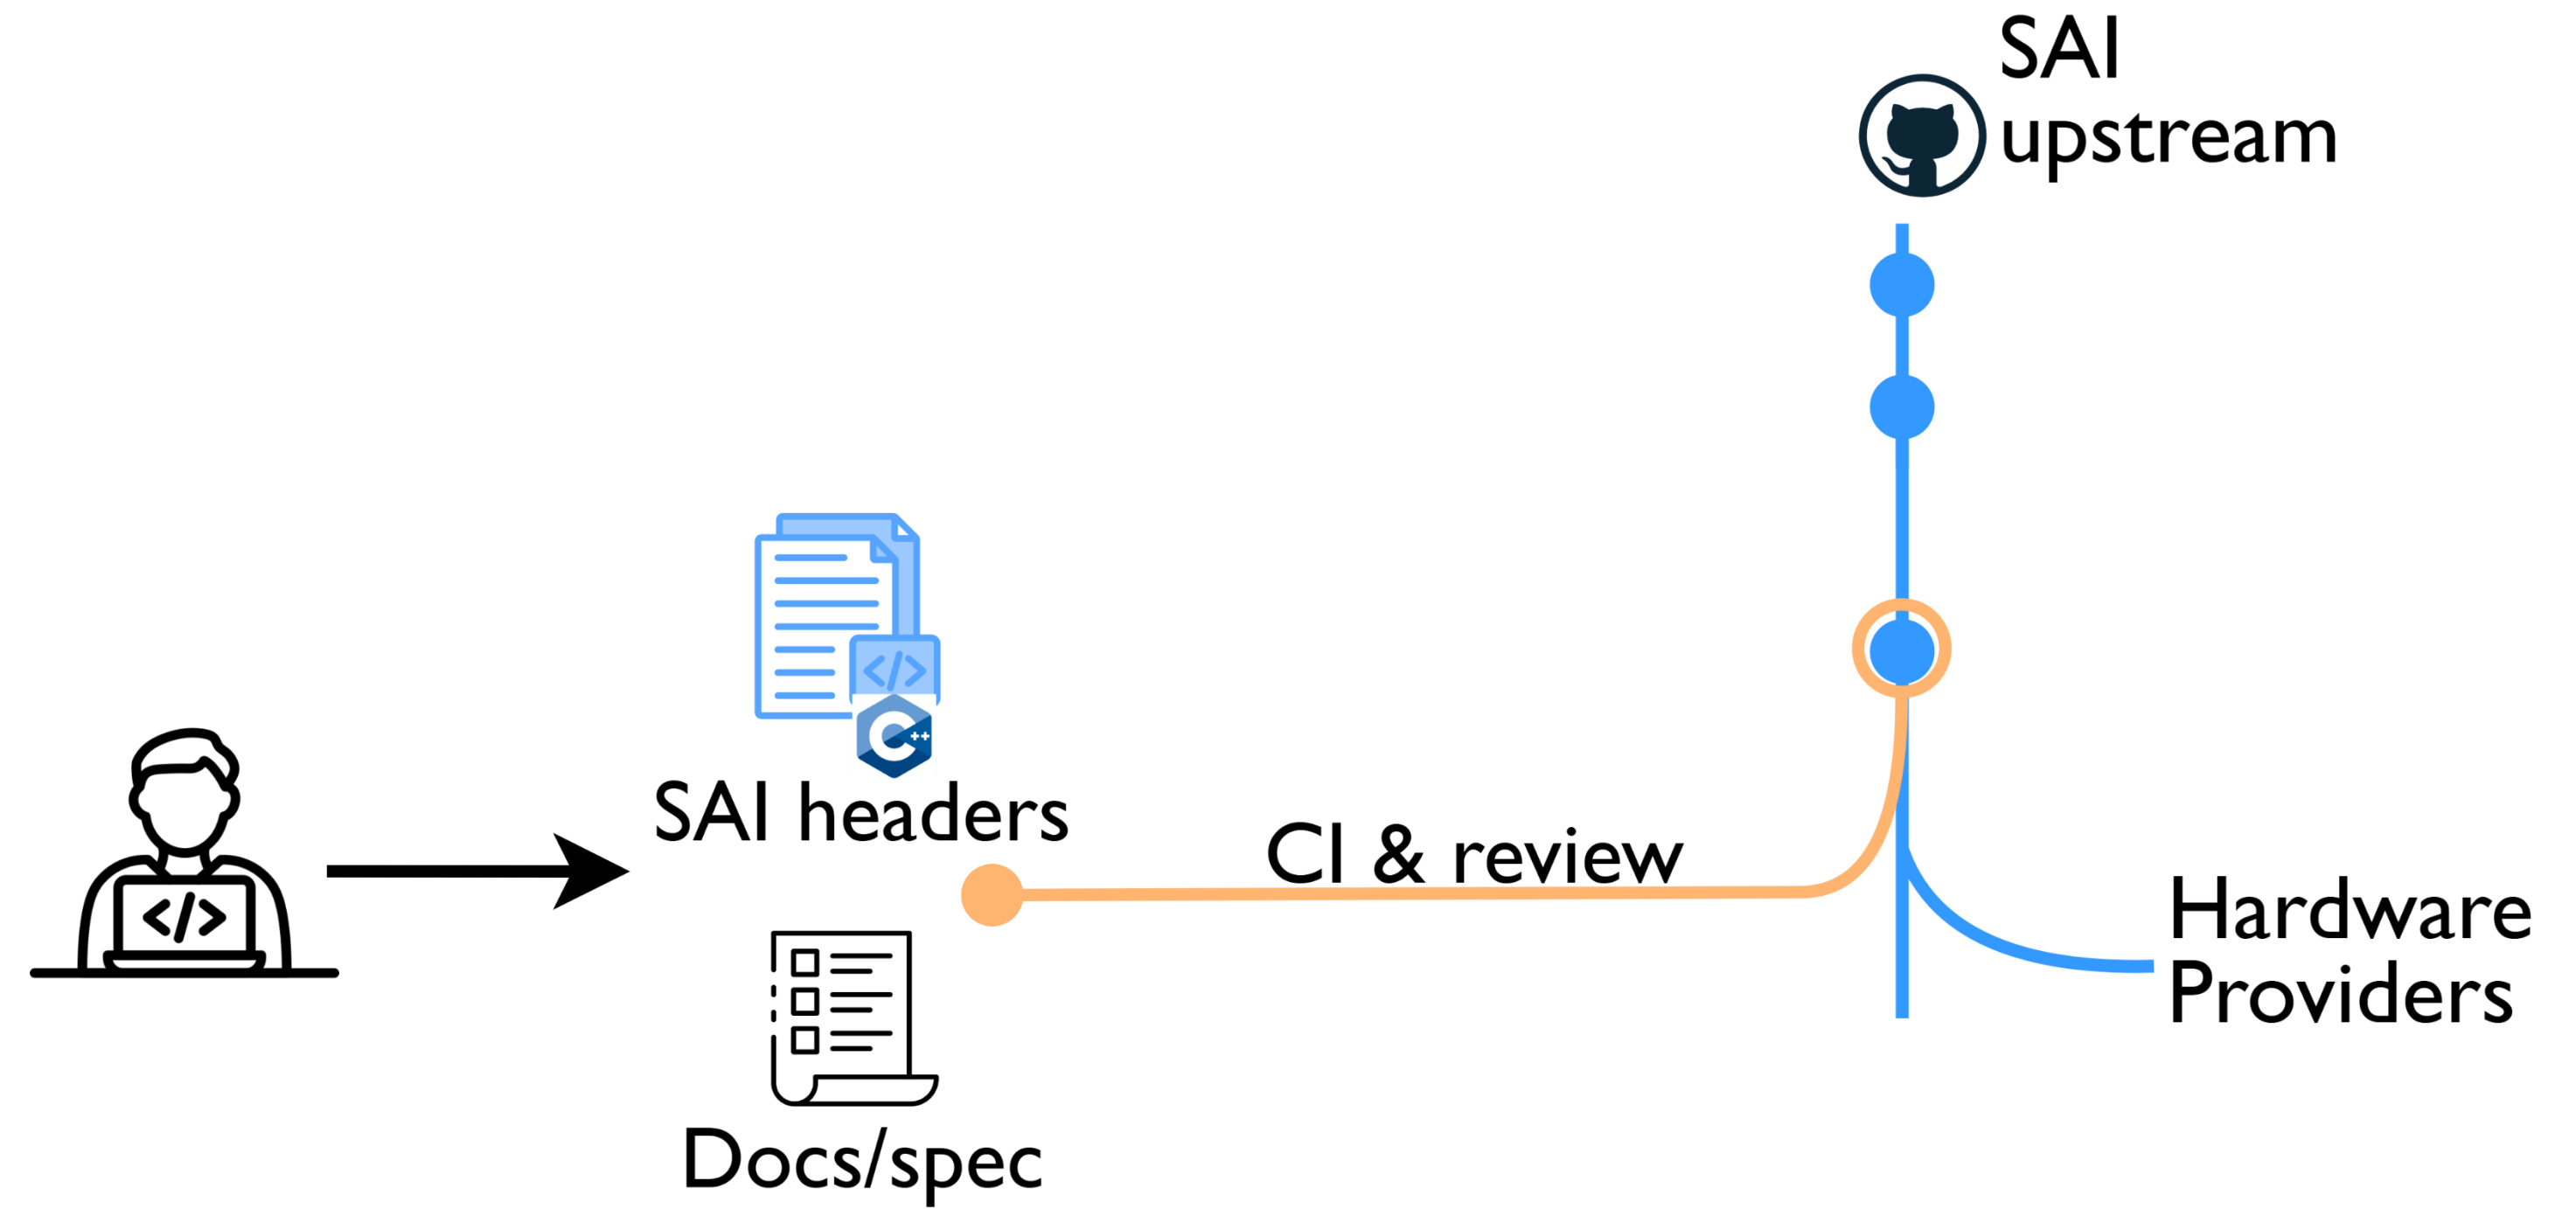 SAI
upstream
</>
C++
SAI headers
CI & review
</>
Hardware
Providers
Docs/spec